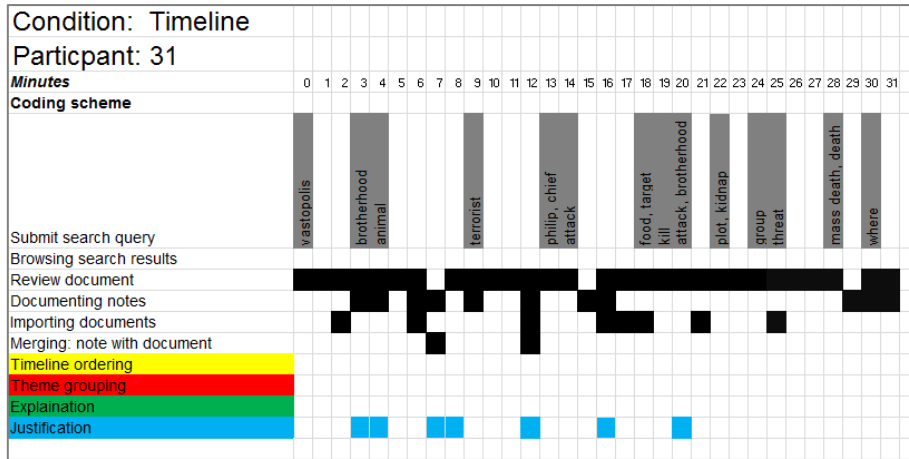 Condition: Timeline
Particpant: 31
Minutes 0 1 2 3 4 5 6 7 8 9 10 11 12 13 14 15 16 17 18 19 20 21 22 23 24 25 26 27 28 29 30 31
Coding scheme
vastopolis
brotherhood
animal
terrorist
philip, chief
attack
food, target
kill
attack, brotherhood
plot, kidnap
group
threat
mass death, death
where
Submit search query
Browsing search results
Review document
Documenting notes
Importing documents
Merging: note with document
Timeline ordering
Theme grouping
Explaination
Justification